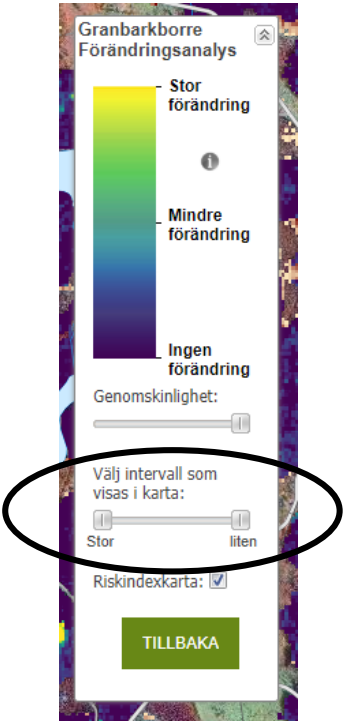 Granbarkborre
Förändringsanalys
Stor
förändring
i
Mindre
förändring
Ingen
förändring
Genomskinlighet:
Välj intervall som
visas i karta:
Stor liten
Riskindexkarta:
TILLBAKA